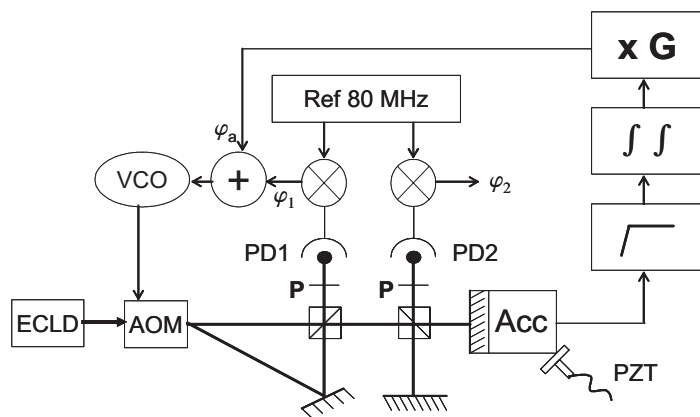 x G
Ref 80 MHz
φa
∫ ∫
VCO
+
φ1
φ2
PD1
PD2
P
P
ECLD
AOM
Acc
PZT